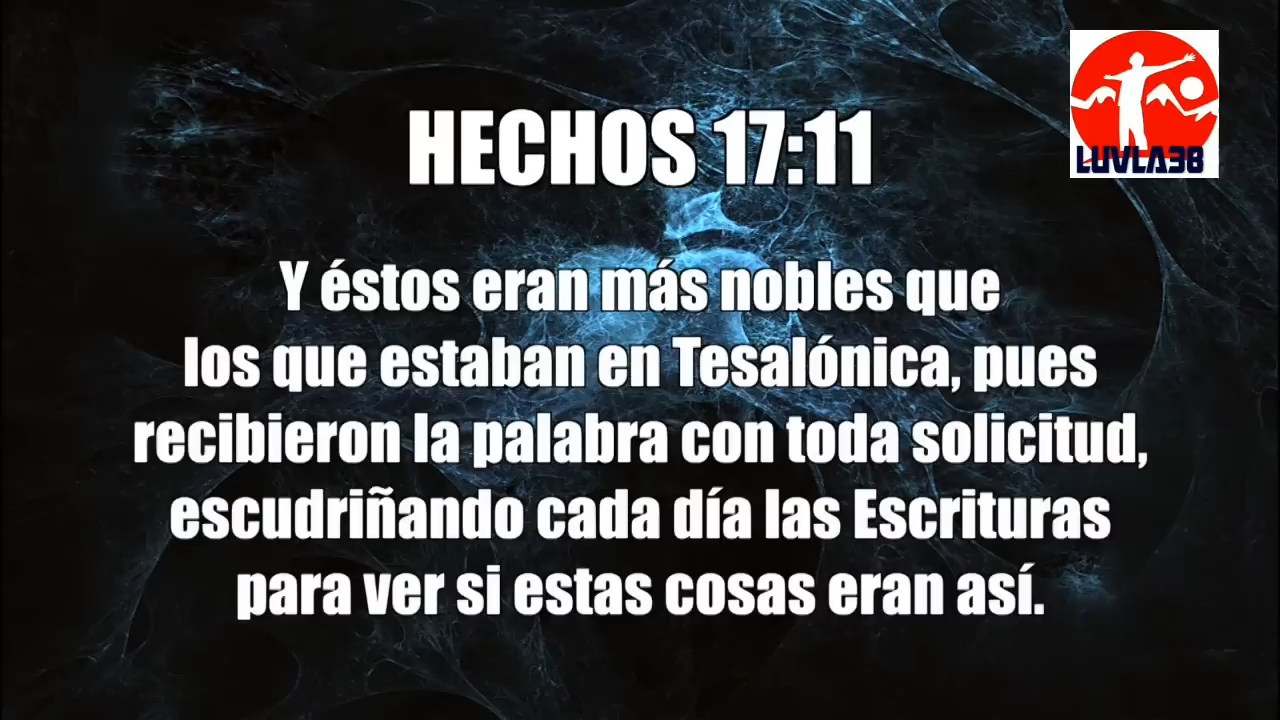 HECHOS 17:11
LUVLA38
Y éstos eran más nobles que
los que estaban en Tesalónica, pues
recibieron la palabra con toda solicitud,
escudriñando cada día las Escrituras
para ver si estas cosas eran así.